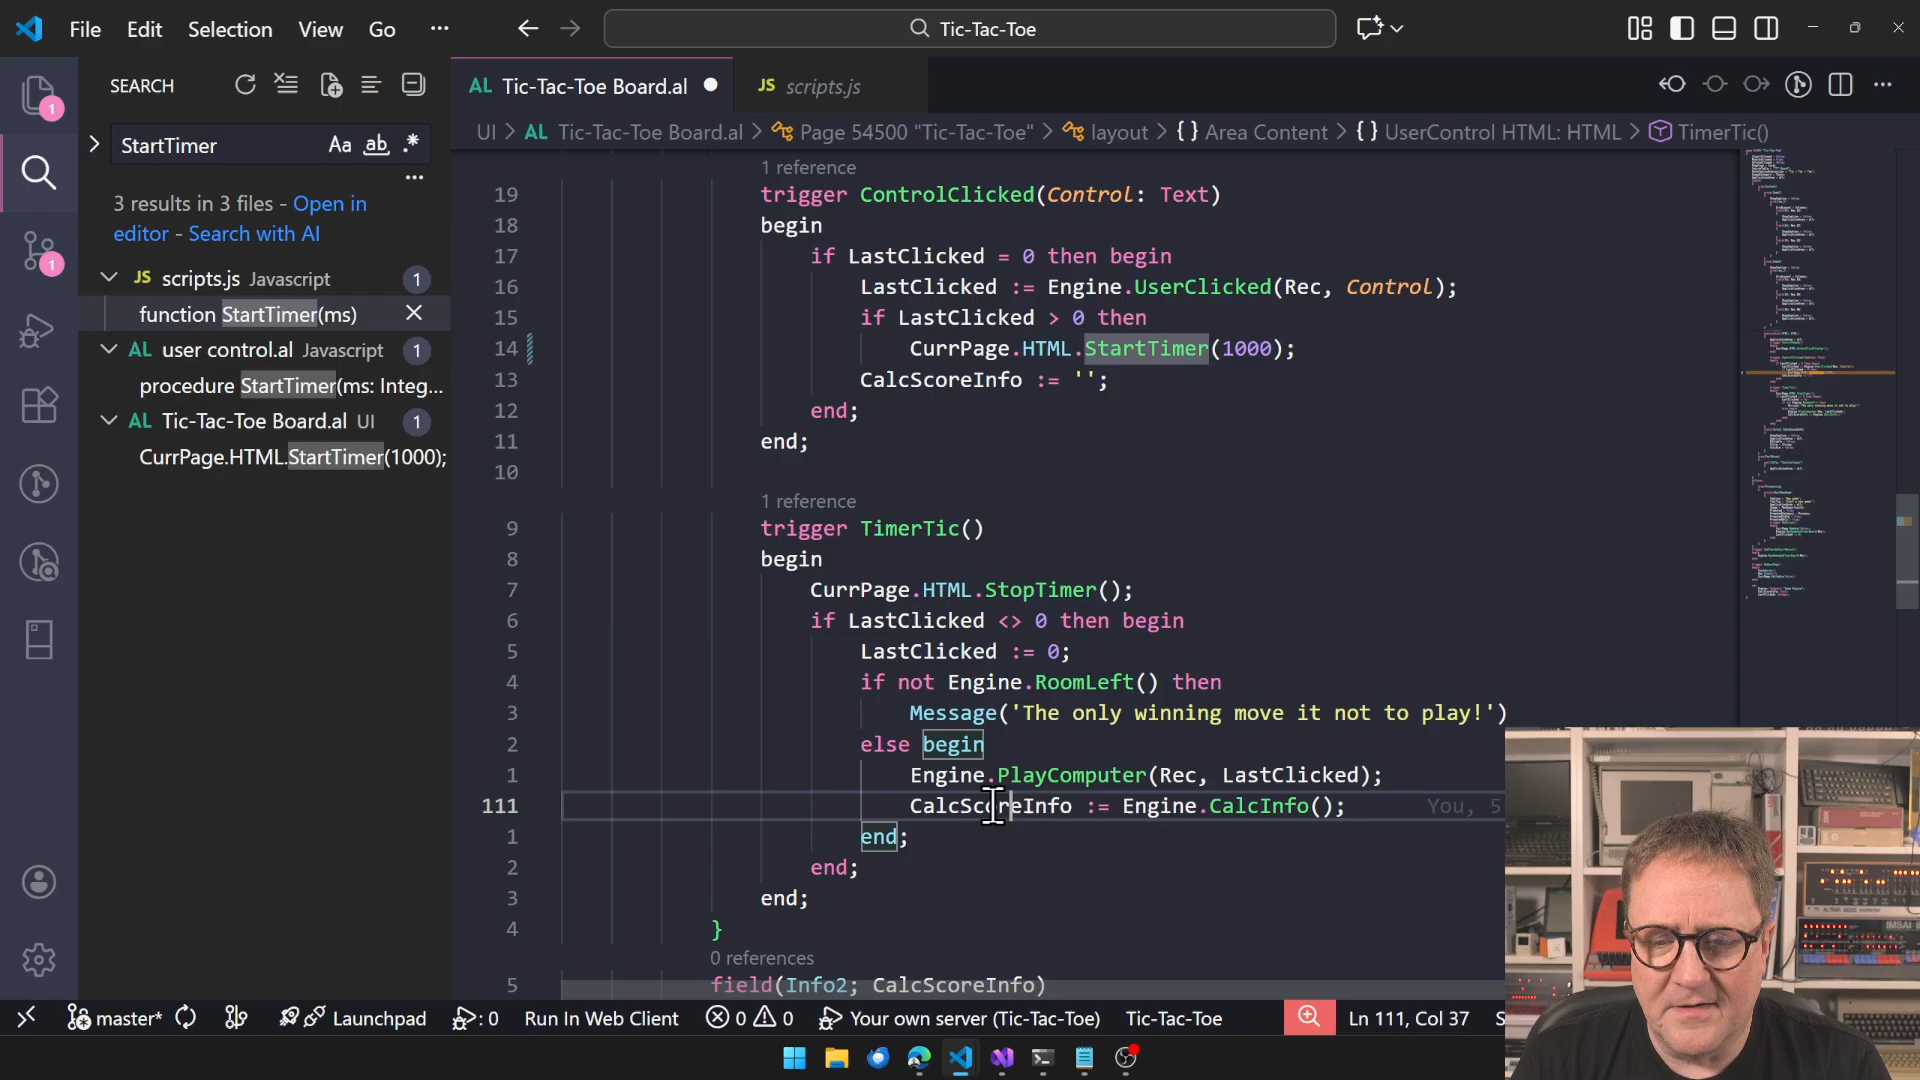 File Edit Selection View Go ···
Tic-Tac-Toe
SEARCH
StartTimer
Aa ab .*
3 results in 3 files - Open in
editor - Search with AI
JS scripts.js Javascript 1
function StartTimer(ms)
AL user control.al Javascript 1
procedure StartTimer(ms: Integ...
AL Tic-Tac-Toe Board.al UI 1
CurrPage.HTML.StartTimer(1000);
1
1
AL Tic-Tac-Toe Board.al
JS scripts.js
UI > AL Tic-Tac-Toe Board.al > Page 54500 "Tic-Tac-Toe" > layout > {} Area Content > {} UserControl HTML: HTML > TimerTic()
1 reference
19 trigger ControlClicked(Control: Text)
18 begin
17 if LastClicked = 0 then begin
16 LastClicked := Engine.UserClicked(Rec, Control);
15 if LastClicked > 0 then
14 CurrPage.HTML.StartTimer(1000);
13 CalcScoreInfo := '';
12 end;
11 end;
10
1 reference
9 trigger TimerTic()
8 begin
7 CurrPage.HTML.StopTimer();
6 if LastClicked <> 0 then begin
5 LastClicked := 0;
4 if not Engine.RoomLeft() then
3 Message('The only winning move it not to play!')
2 else begin
1 Engine.PlayComputer(Rec, LastClicked);
111 CalcScoreInfo := Engine.CalcInfo(); You, 5
1 end;
2 end;
3 end;
4 }
0 references
5 field(Info2; CalcScoreInfo)
master* Launchpad : 0 Run In Web Client 0 0 Your own server (Tic-Tac-Toe) Tic-Tac-Toe Ln 111, Col 37 S